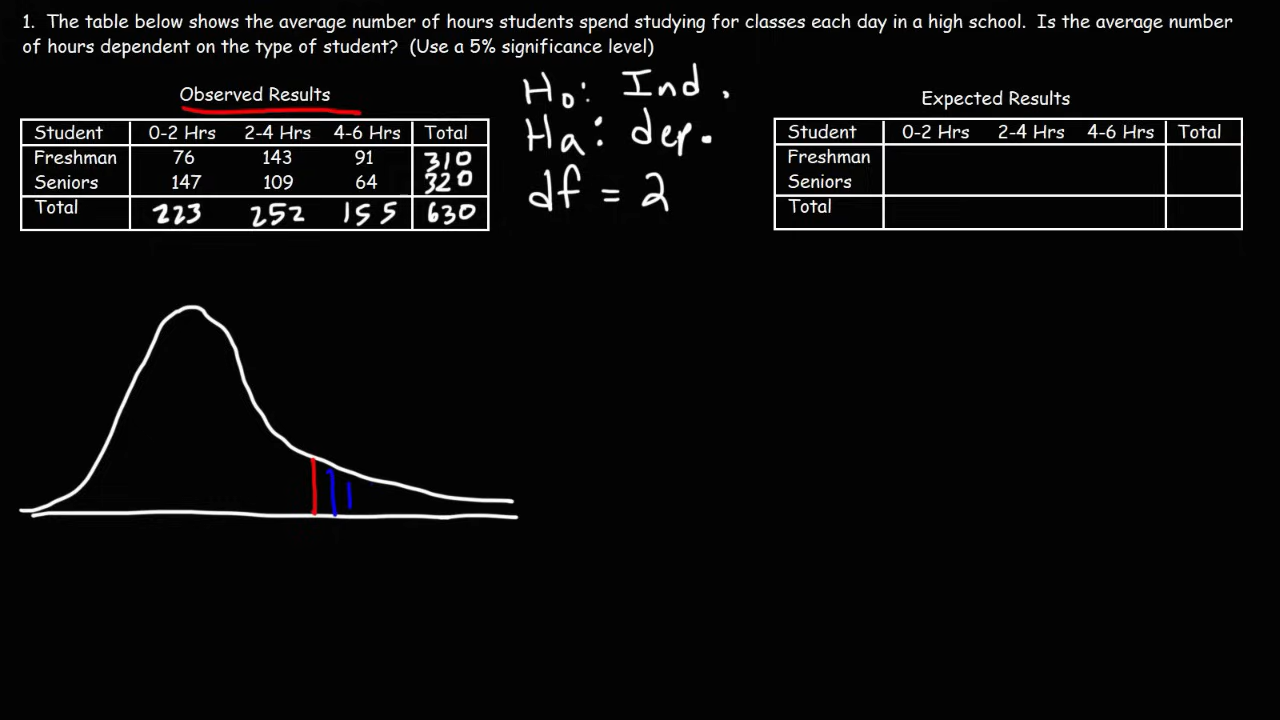 1. The table below shows the average number of hours students spend studying for classes each day in a high school. Is the average number
of hours dependent on the type of student? (Use a 5% significance level)
Observed Results
Student 0-2 Hrs 2-4 Hrs 4-6 Hrs Total
Freshman 76 143 91 310
Seniors 147 109 64 320
Total 223 252 155 630
Ho: Ind.
Ha: dep.
df = 2
Expected Results
Student 0-2 Hrs 2-4 Hrs 4-6 Hrs Total
Freshman
Seniors
Total